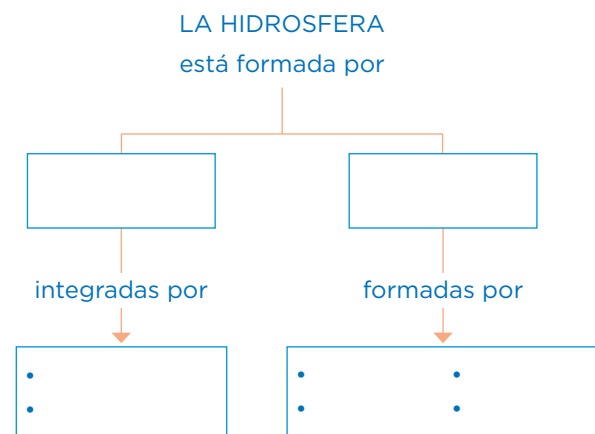 LA HIDROSFERA
está formada por
integradas por
formadas por
•
• •
•
• •